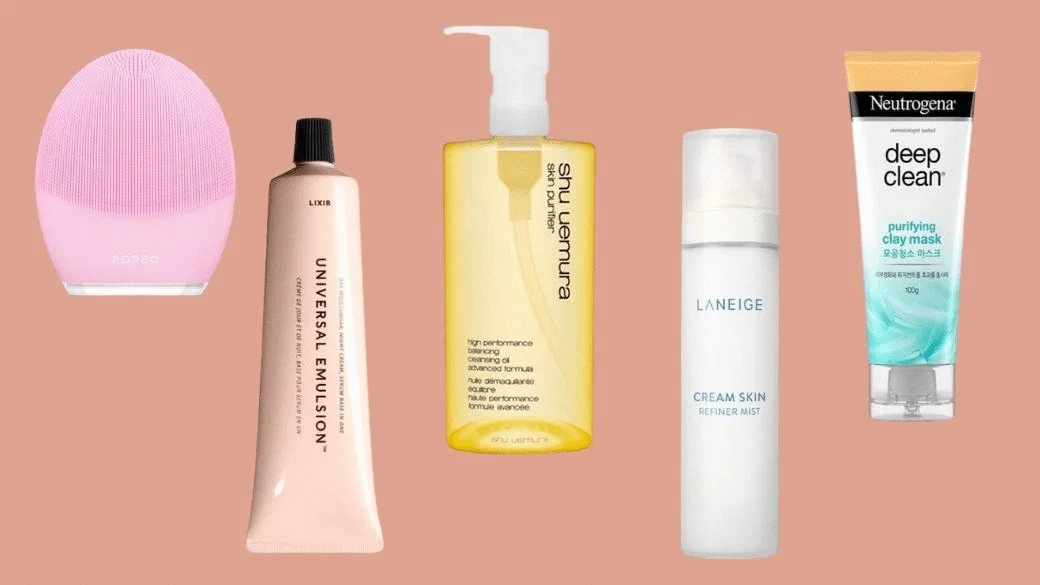 FOREO
LIXIR
UNIVERSAL EMULSION™
DAY MOISTURISER, NIGHT CREAM, SERUM BASE IN ONE
CRÈME DE JOUR ET DE NUIT, BASE POUR SERUM EN UN
shu uemura
skin purifier
high performance
balancing
cleansing oil
advanced formula
huile démaquillante
équilibre
haute performance
formule avancée
shu uemura
LANEIGE
CREAM SKIN
REFINER MIST
Neutrogena®
dermatologist tested
deep
clean®
purifying
clay mask
모공청소 마스크
100g